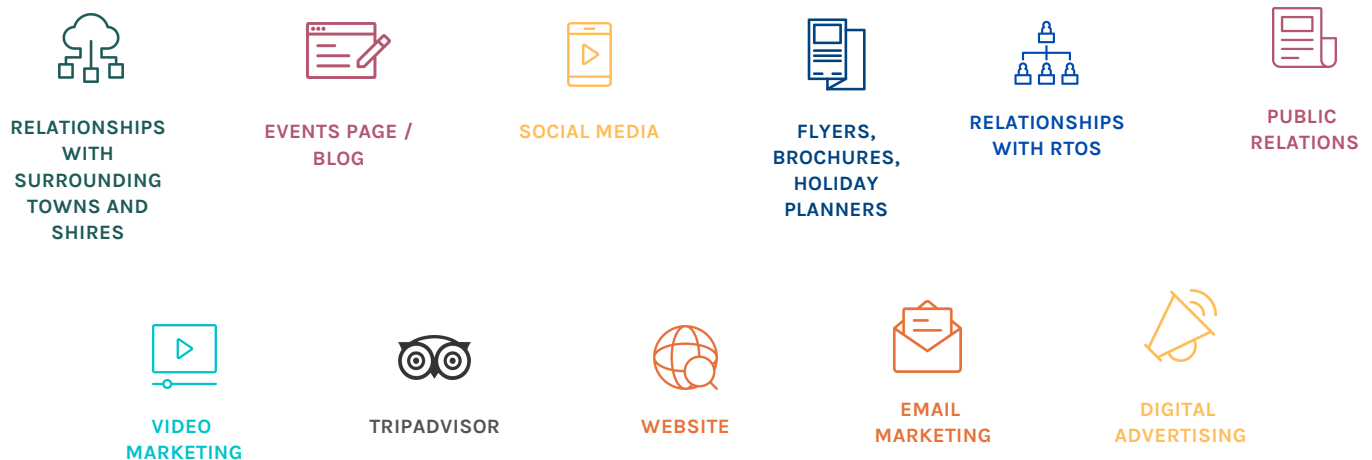 RELATIONSHIPS
WITH
SURROUNDING
TOWNS AND
SHIRES
EVENTS PAGE /
BLOG
SOCIAL MEDIA
FLYERS,
BROCHURES,
HOLIDAY
PLANNERS
RELATIONSHIPS
WITH RTOS
PUBLIC
RELATIONS
VIDEO
MARKETING
TRIPADVISOR
WEBSITE
EMAIL
MARKETING
DIGITAL
ADVERTISING